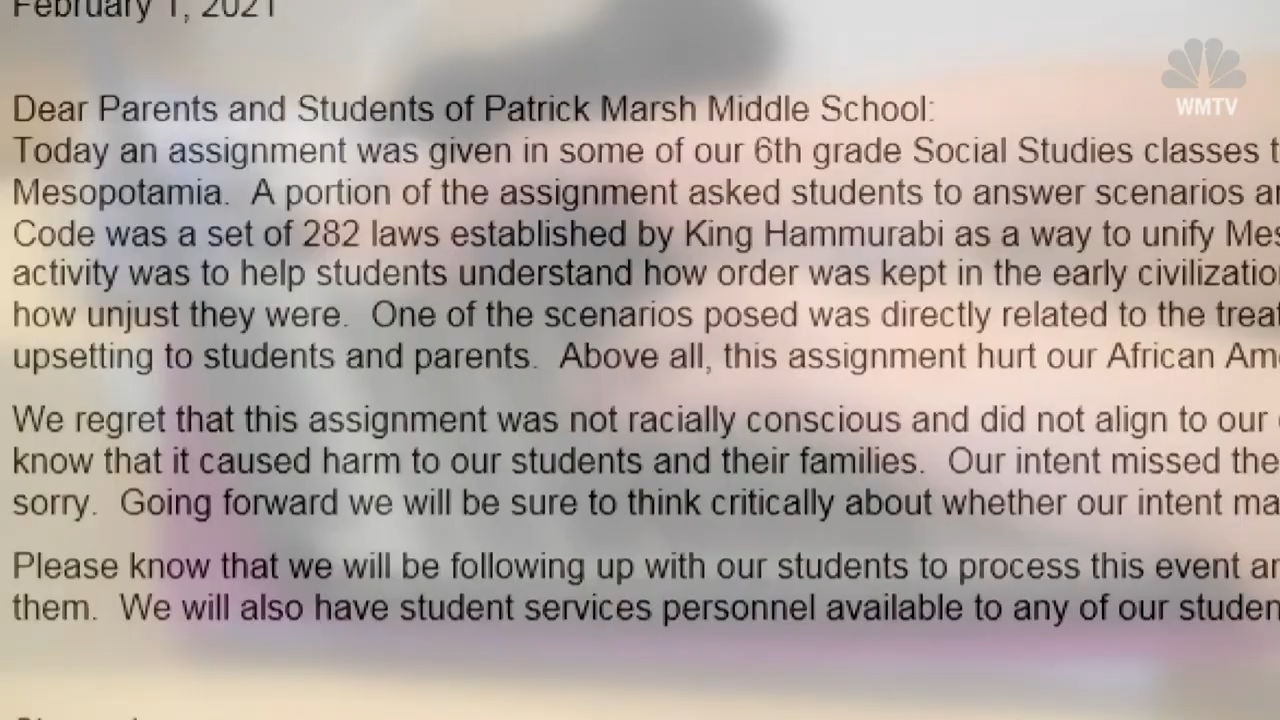 February 1, 2021
WMTV
Dear Parents and Students of Patrick Marsh Middle School:
Today an assignment was given in some of our 6th grade Social Studies classes t
Mesopotamia. A portion of the assignment asked students to answer scenarios
Code was a set of 282 laws established by King Hammurabi as a way to unify Mes
activity was to help students understand how order was kept in the early civilizatio
how unjust they were. One of the scenarios posed was directly related to the trea
upsetting to students and parents. Above all, this assignment hurt our African Am
We regret that this assignment was not racially conscious and did not align to our
know that it caused harm to our students and their families. Our intent missed the
sorry. Going forward we will be sure to think critically about whether our intent ma
Please know that we will be following up with our students to process this event
them. We will also have student services personnel available to any of our studen